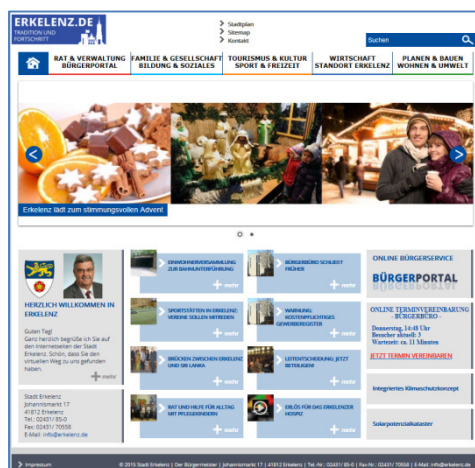 ERKELENZ.DE
TRADITION UND
FORTSCHRITT
Stadtplan
Sitemap
Kontakt
Suchen
RAT & VERWALTUNG
BÜRGERPORTAL
FAMILIE & GESELLSCHAFT
BILDUNG & SOZIALES
TOURISMUS & KULTUR
SPORT & FREIZEIT
WIRTSCHAFT
STANDORT ERKELENZ
PLANEN & BAUEN
WOHNEN & UMWELT
Erkelenz lädt zum stimmungsvollen Advent
HERZLICH WILLKOMMEN IN
ERKELENZ
Guten Tag!
Ganz herzlich begrüße ich Sie auf
den Internetseiten der Stadt
Erkelenz. Schön, dass Sie den
virtuellen Weg zu uns gefunden
haben.
mehr
Stadt Erkelenz
Johannismarkt 17
41812 Erkelenz
Tel.: 02431/ 85-0
Fax: 02431/ 70558
E-Mail: info@erkelenz.de
EINWOHNERVERSAMMLUNG
ZUR BAHNUNTERFÜHRUNG
mehr
BÜRGERBÜRO SCHLIEßT
FRÜHER
mehr
SPORTSTÄTTEN IN ERKELENZ:
VEREINE SOLLEN MITREDEN
mehr
WARNUNG:
KOSTENPFLICHTIGES
GEWERBEREGISTER
mehr
BRÜCKEN ZWISCHEN ERKELENZ
UND SRI LANKA
mehr
LEITENTSCHEIDUNG: JETZT
BETEILIGEN!
mehr
RAT UND HILFE FÜR ALLTAG
MIT PFLEGEKINDERN
mehr
ERLÖS FÜR DAS ERKELENZER
HOSPIZ
mehr
ONLINE BÜRGERSERVICE
BÜRGERPORTAL
ONLINE TERMINVEREINBARUNG
- BÜRGERBÜRO -
Donnerstag, 14:48 Uhr
Besucher aktuell: 3
Wartezeit: ca. 11 Minuten
JETZT TERMIN VEREINBAREN
Integriertes Klimaschutzkonzept
Solarpotenzialkataster
Impressum
© 2015 Stadt Erkelenz | Der Bürgermeister | Johannismarkt 17 | 41812 Erkelenz | Tel.-Nr.: 02431/85-0 | Fax-Nr.: 02431/70558